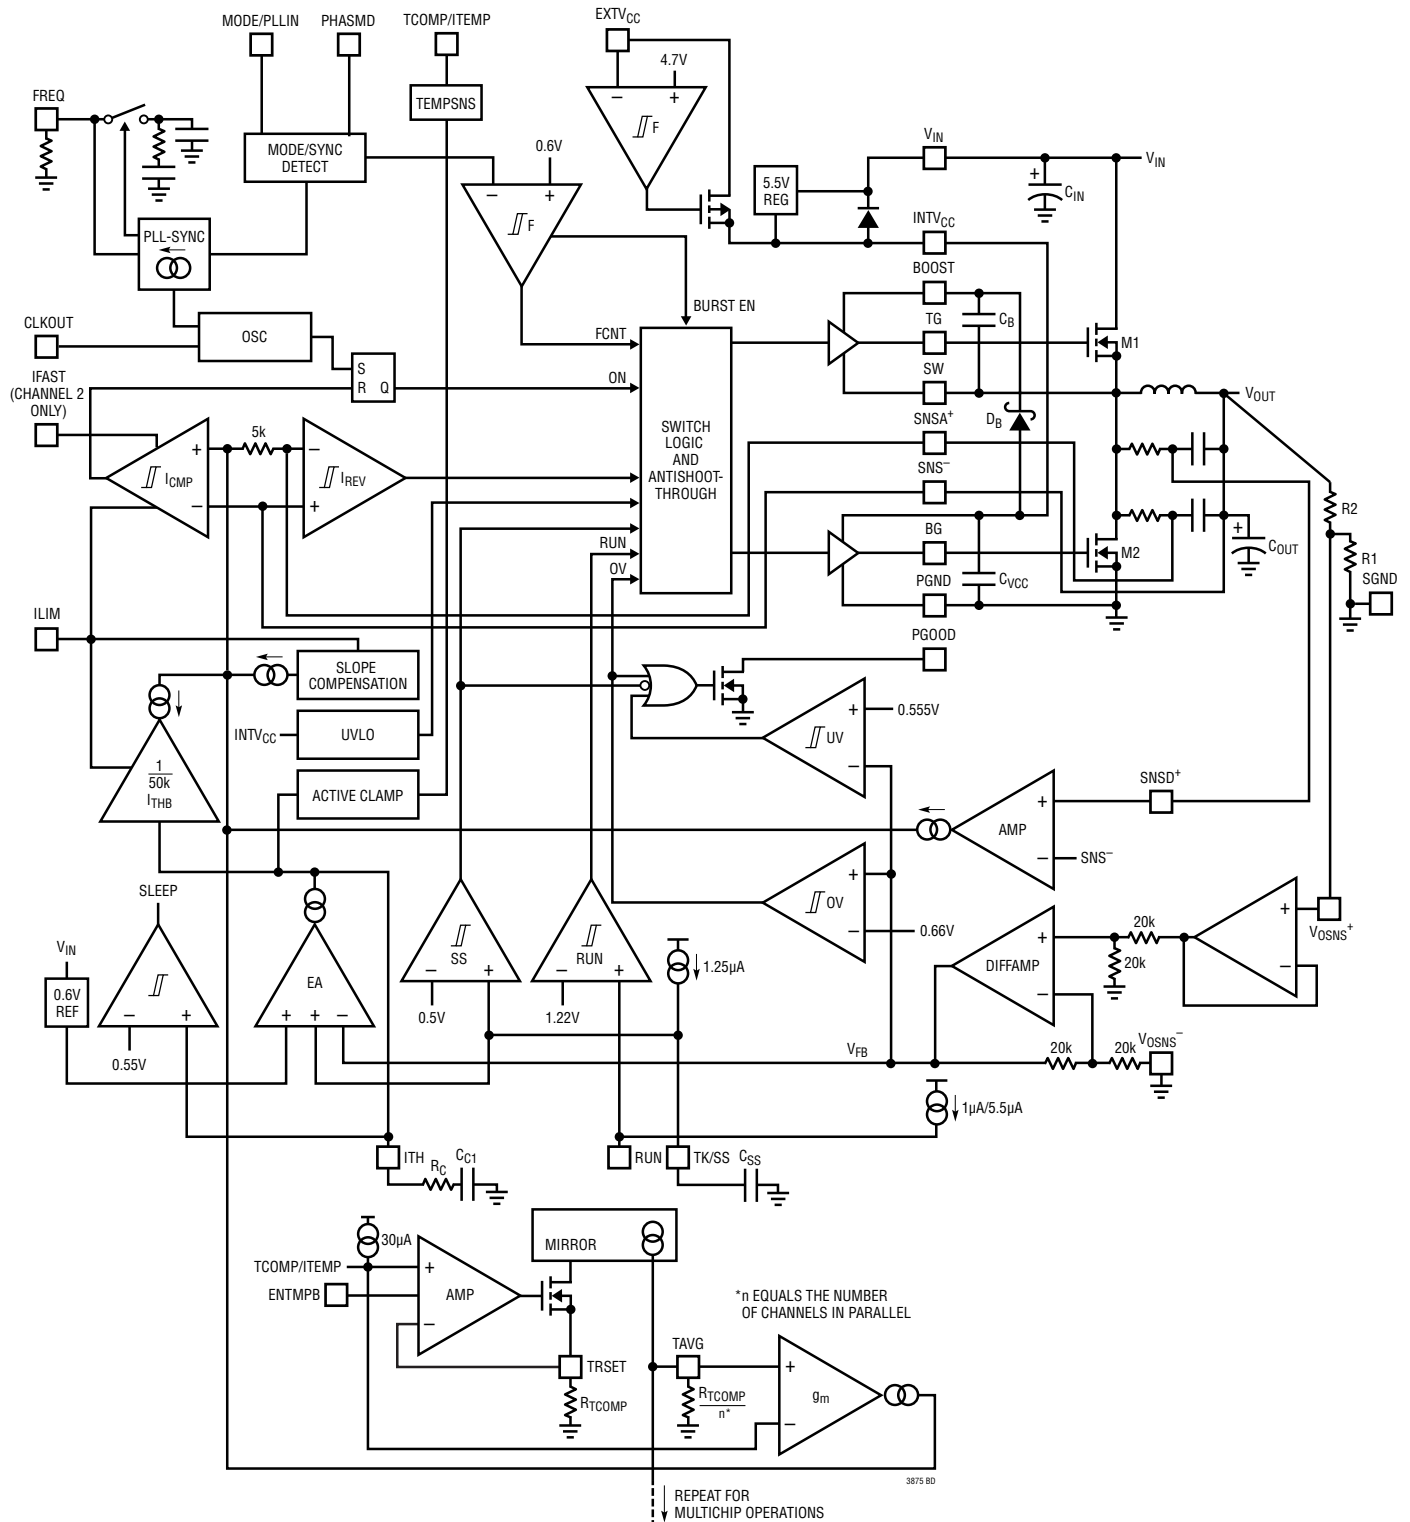 MODE/PLLIN
PHASMD
TCOMP/ITEMP
EXTVCC
4.7V
FREQ
TEMPSNS
–
+
F
MODE/SYNC
DETECT
0.6V
–
+
F
5.5V
REG
VIN
VIN
+
CIN
INTVCC
PLL-SYNC
BOOST
BURST EN
CLKOUT
OSC
FCNT
TG
CB
M1
IFAST
(CHANNEL 2
ONLY)
S
R
Q
ON
SW
VOUT
SNSA+
DB
5k
+
–
ICMP
–
+
IREV
SWITCH
LOGIC
AND
ANTISHOOT-
THROUGH
SNS–
R2
RUN
BG
M2
+
COUT
OV
CVCC
R1
SGND
PGND
ILIM
PGOOD
SLOPE
COMPENSATION
+
0.555V
INTVCC
UVLO
UV
–
1
50k
ITHB
ACTIVE CLAMP
SNSD+
+
AMP
–
SNS–
SLEEP
+
OV
–
0.66V
+
VOSNS+
–
VIN
0.6V
REF
–
+
0.55V
EA
+
+
–
SS
–
+
0.5V
RUN
–
+
1.22V
1.25µA
+
DIFFAMP
–
20k
20k
VFB
20k
20k
VOSNS–
1µA/5.5µA
ITH
RC
CC1
RUN
TK/SS
CSS
30µA
MIRROR
TCOMP/ITEMP
+
AMP
–
ENTMPB
*n EQUALS THE NUMBER
OF CHANNELS IN PARALLEL
TRSET
TAVG
+
gm
–
RTCOMP
RTCOMP
n*
3875 BD
REPEAT FOR
MULTICHIP OPERATIONS